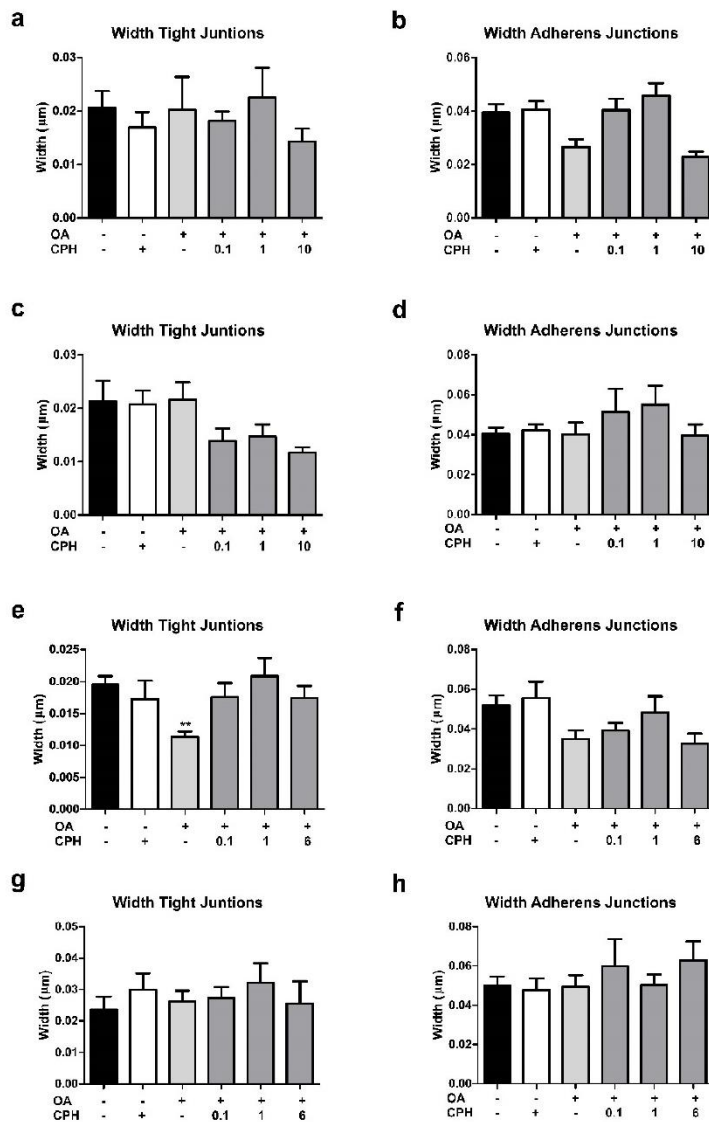 a
Width Tight Juntions
0.03
0.02
0.01
0.00
Width (µm)
OA - - + + + +
CPH - + - 0.1 1 10
b
Width Adherens Junctions
0.06
0.04
0.02
0.00
Width (µm)
OA - - + + + +
CPH - + - 0.1 1 10
c
Width Tight Juntions
0.03
0.02
0.01
0.00
Width (µm)
OA - - + + + +
CPH - + - 0.1 1 10
d
Width Adherens Junctions
0.08
0.06
0.04
0.02
0.00
Width (µm)
OA - - + + + +
CPH - + - 0.1 1 10
e
Width Tight Juntions
0.025
0.020
0.015
0.010
0.005
0.000
Width (µm)
**
OA - - + + + +
CPH - + - 0.1 1 6
f
Width Adherens Junctions
0.08
0.06
0.04
0.02
0.00
Width (µm)
OA - - + + + +
CPH - + - 0.1 1 6
g
Width Tight Juntions
0.05
0.04
0.03
0.02
0.01
0.00
Width (µm)
OA - - + + + +
CPH - + - 0.1 1 6
h
Width Adherens Junctions
0.08
0.06
0.04
0.02
0.00
Width (µm)
OA - - + + + +
CPH - + - 0.1 1 6